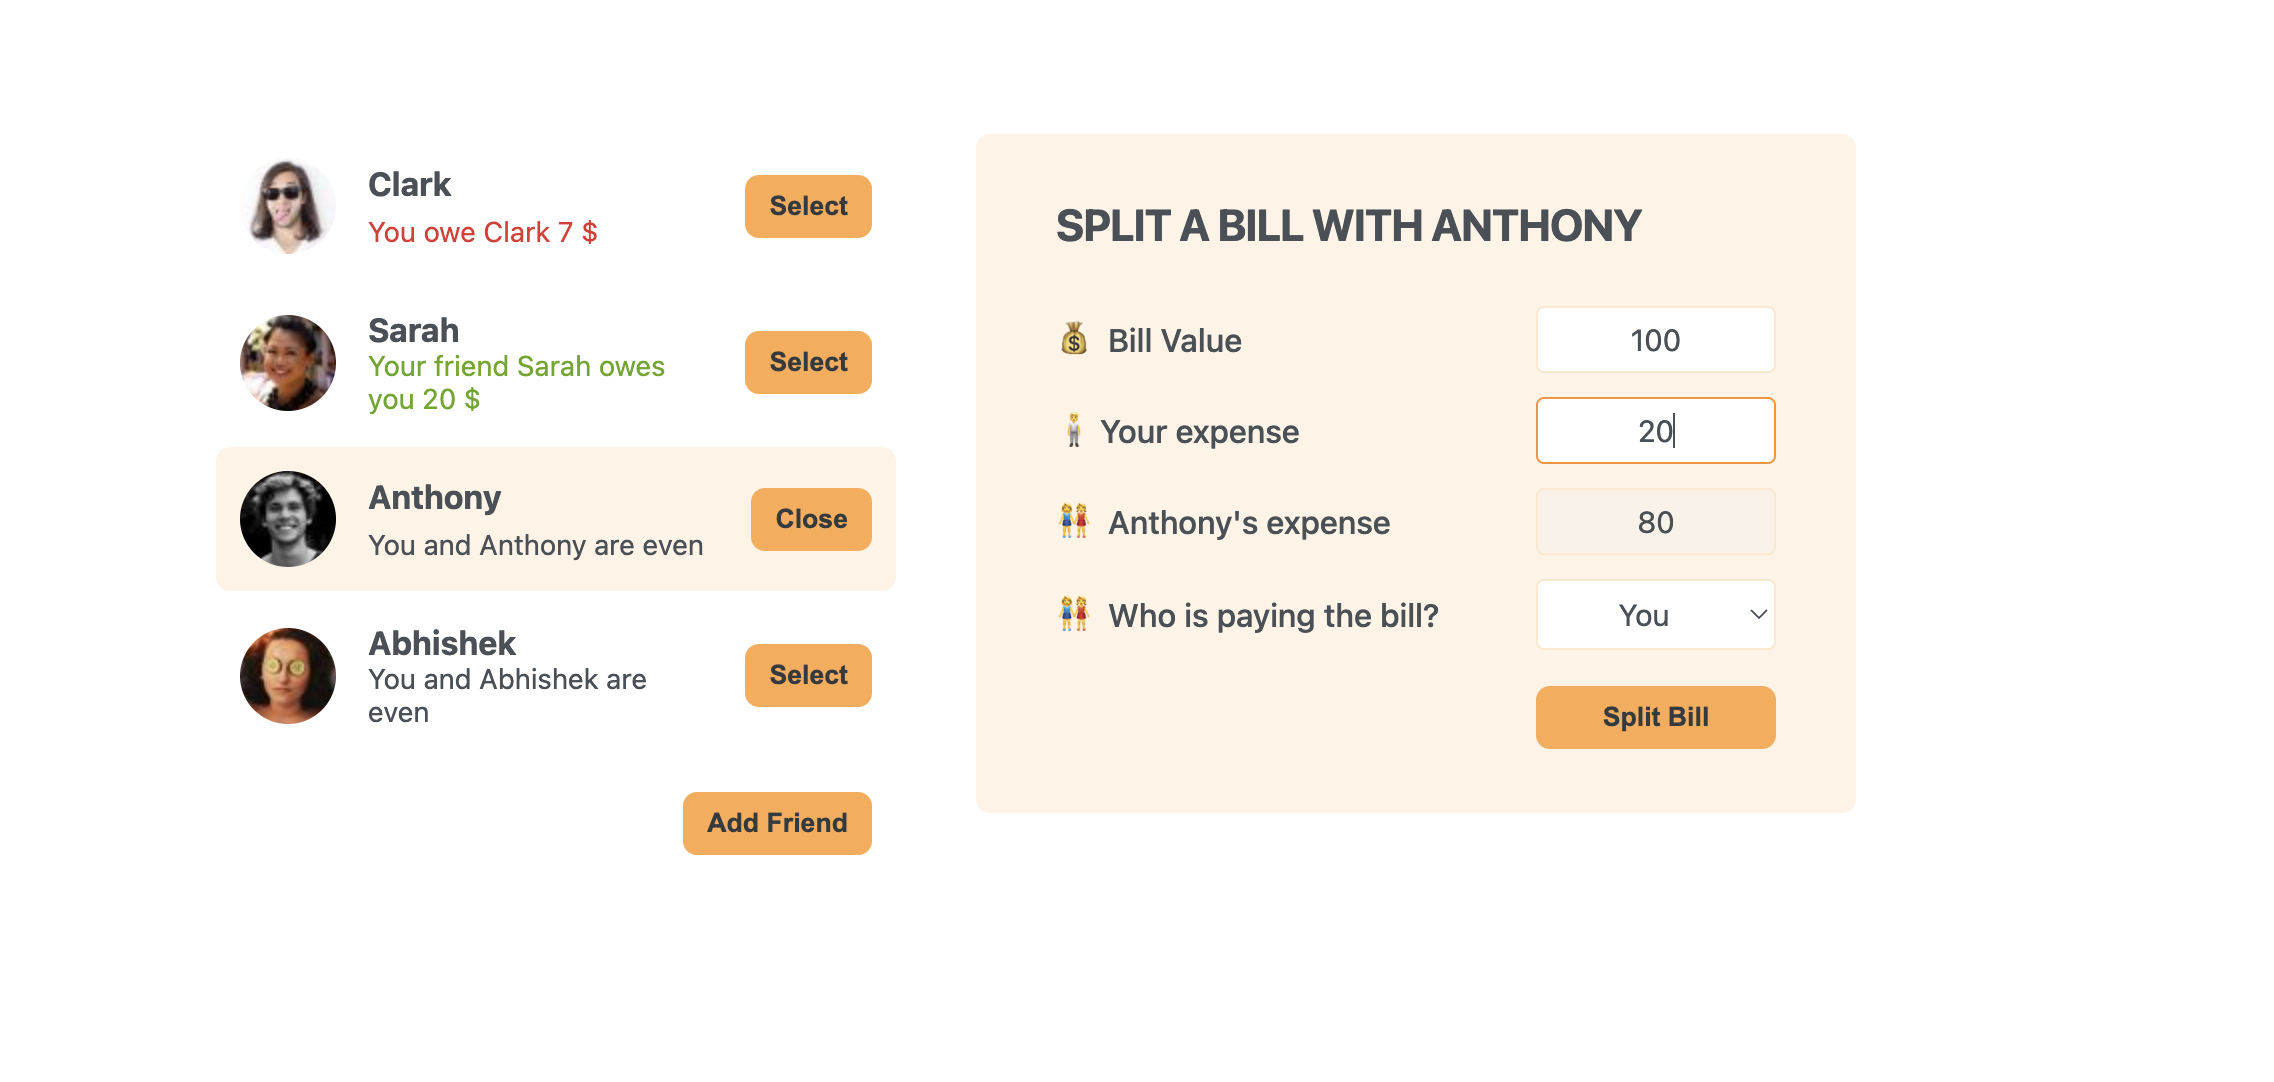 Clark
You owe Clark 7 $
Select
Sarah
Your friend Sarah owes
you 20 $
Select
Anthony
You and Anthony are even
Close
Abhishek
You and Abhishek are
even
Select
Add Friend
SPLIT A BILL WITH ANTHONY
💰 Bill Value
100
🧍‍♂️ Your expense
20
👭 Anthony's expense
80
👭 Who is paying the bill?
You
Split Bill